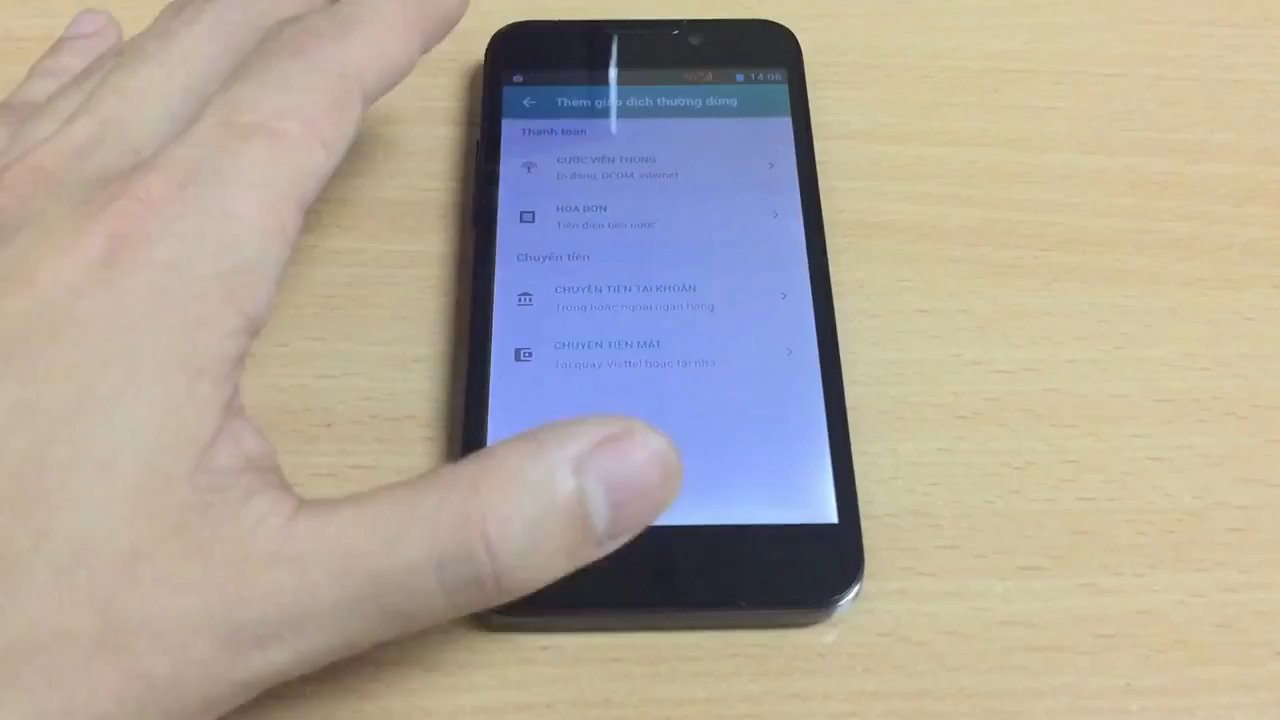 14:06
Thêm giao dịch thường dùng
Thanh toán
CƯỚC VIỄN THÔNG
Di động, DCOM, internet
HÓA ĐƠN
Tiền điện tiền nước
Chuyển tiền
CHUYỂN TIỀN TÀI KHOẢN
Trong hoặc ngoài ngân hàng
CHUYỂN TIỀN MẶT
Tại quầy Viettel hoặc tại nhà